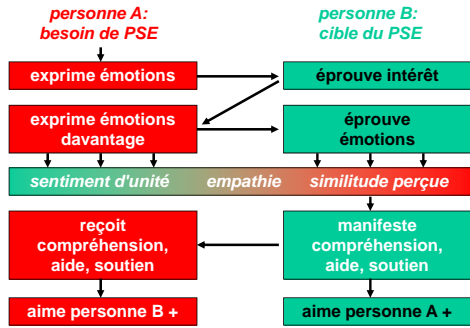 personne A:
besoin de PSE
personne B:
cible du PSE
exprime émotions
éprouve intérêt
exprime émotions
davantage
éprouve
émotions
sentiment d'unité empathie similitude perçue
reçoit
compréhension,
aide, soutien
manifeste
compréhension,
aide, soutien
aime personne B +
aime personne A +